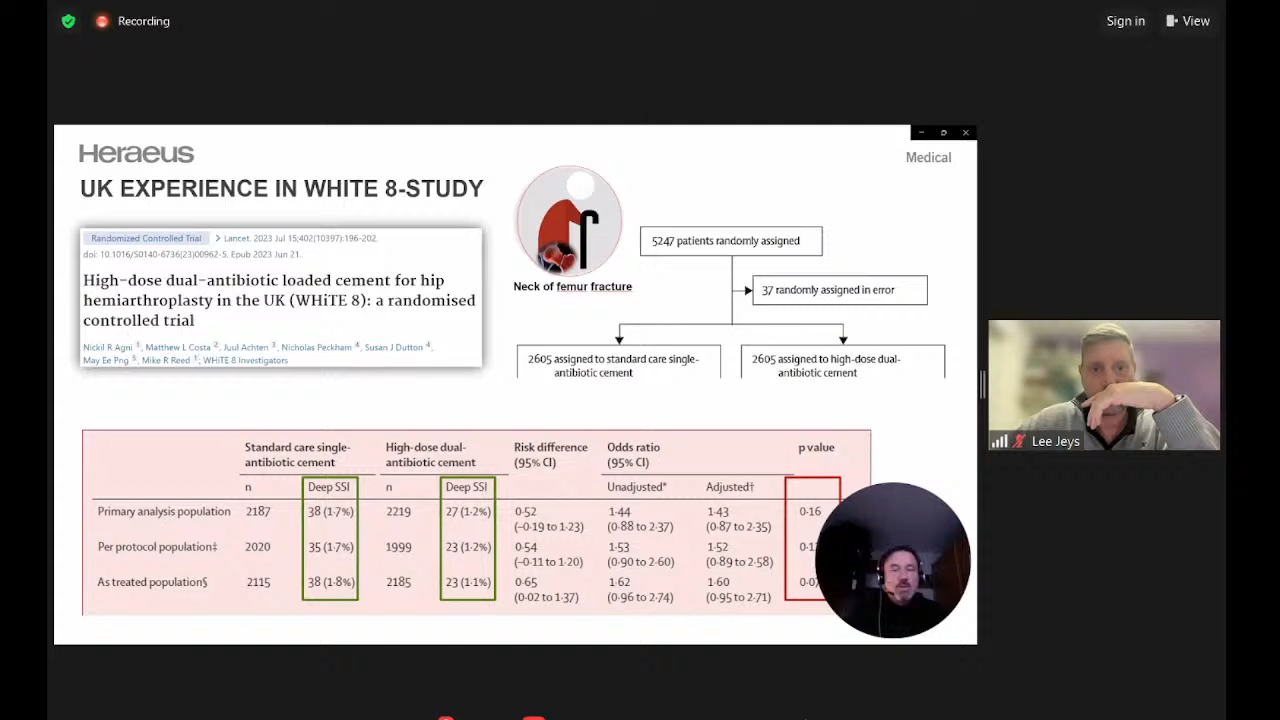 Recording
Sign in
View
Heraeus
Medical
UK EXPERIENCE IN WHITE 8-STUDY
Randomized Controlled Trial > Lancet. 2023 Jul 15;402(10397):196-202.
doi: 10.1016/S0140-6736(23)00962-5. Epub 2023 Jun 21.
High-dose dual-antibiotic loaded cement for hip
hemiarthroplasty in the UK (WHiTE 8): a randomised
controlled trial
Nickil R Agni 1, Matthew L Costa 2, Juul Achten 3, Nicholas Peckham 4, Susan J Dutton 4,
May Ee Png 5, Mike R Reed 1; WHiTE 8 Investigators
Neck of femur fracture
5247 patients randomly assigned
37 randomly assigned in error
2605 assigned to standard care single-
antibiotic cement
2605 assigned to high-dose dual-
antibiotic cement
Standard care single-
antibiotic cement
High-dose dual-
antibiotic cement
Risk difference
(95% CI)
Odds ratio
(95% CI)
p value
n Deep SSI n Deep SSI Unadjusted* Adjusted†
Primary analysis population 2187 38 (1·7%) 2219 27 (1·2%) 0·52 1·44 1·43 0·16
(–0·19 to 1·23) (0·88 to 2·37) (0·87 to 2·35)
Per protocol population‡ 2020 35 (1·7%) 1999 23 (1·2%) 0·54 1·53 1·52
(–0·11 to 1·20) (0·90 to 2·60) (0·89 to 2·58)
As treated population§ 2115 38 (1·8%) 2185 23 (1·1%) 0·65 1·62 1·60
(0·02 to 1·37) (0·96 to 2·74) (0·95 to 2·71)
Lee Jeys